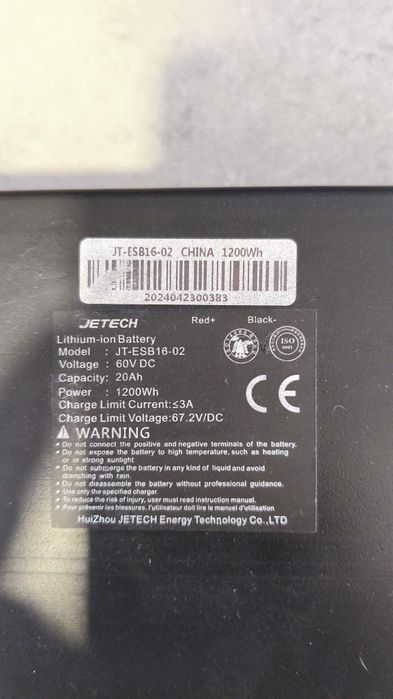 JT-ESB16-02 CHINA 1200Wh
2024042300383
JETECH Red+ Black-
Lithium-ion Battery
Model : JT-ESB16-02
Voltage : 60V DC
Capacity: 20Ah
Power : 1200Wh
Charge Limit Current:≤3A
Charge Limit Voltage:67.2V/DC
CE
ISO
WARNING
• Do not connect the positive and negative terminals of the battery.
• Do not expose the battery to high temperature, such as heating
or in strong sunlight
• Do not submerge the battery in any kind of liquid and avoid
drenching with rain.
• Do not disassemble the battery without professional guidance.
• Use only the specified charger.
• To reduce the risk of injury, user must read instruction manual.
• Pour prévenir les blessures, l'utilisateur doit lire le manuel d'utilisation
HuiZhou JETECH Energy Technology Co.,LTD